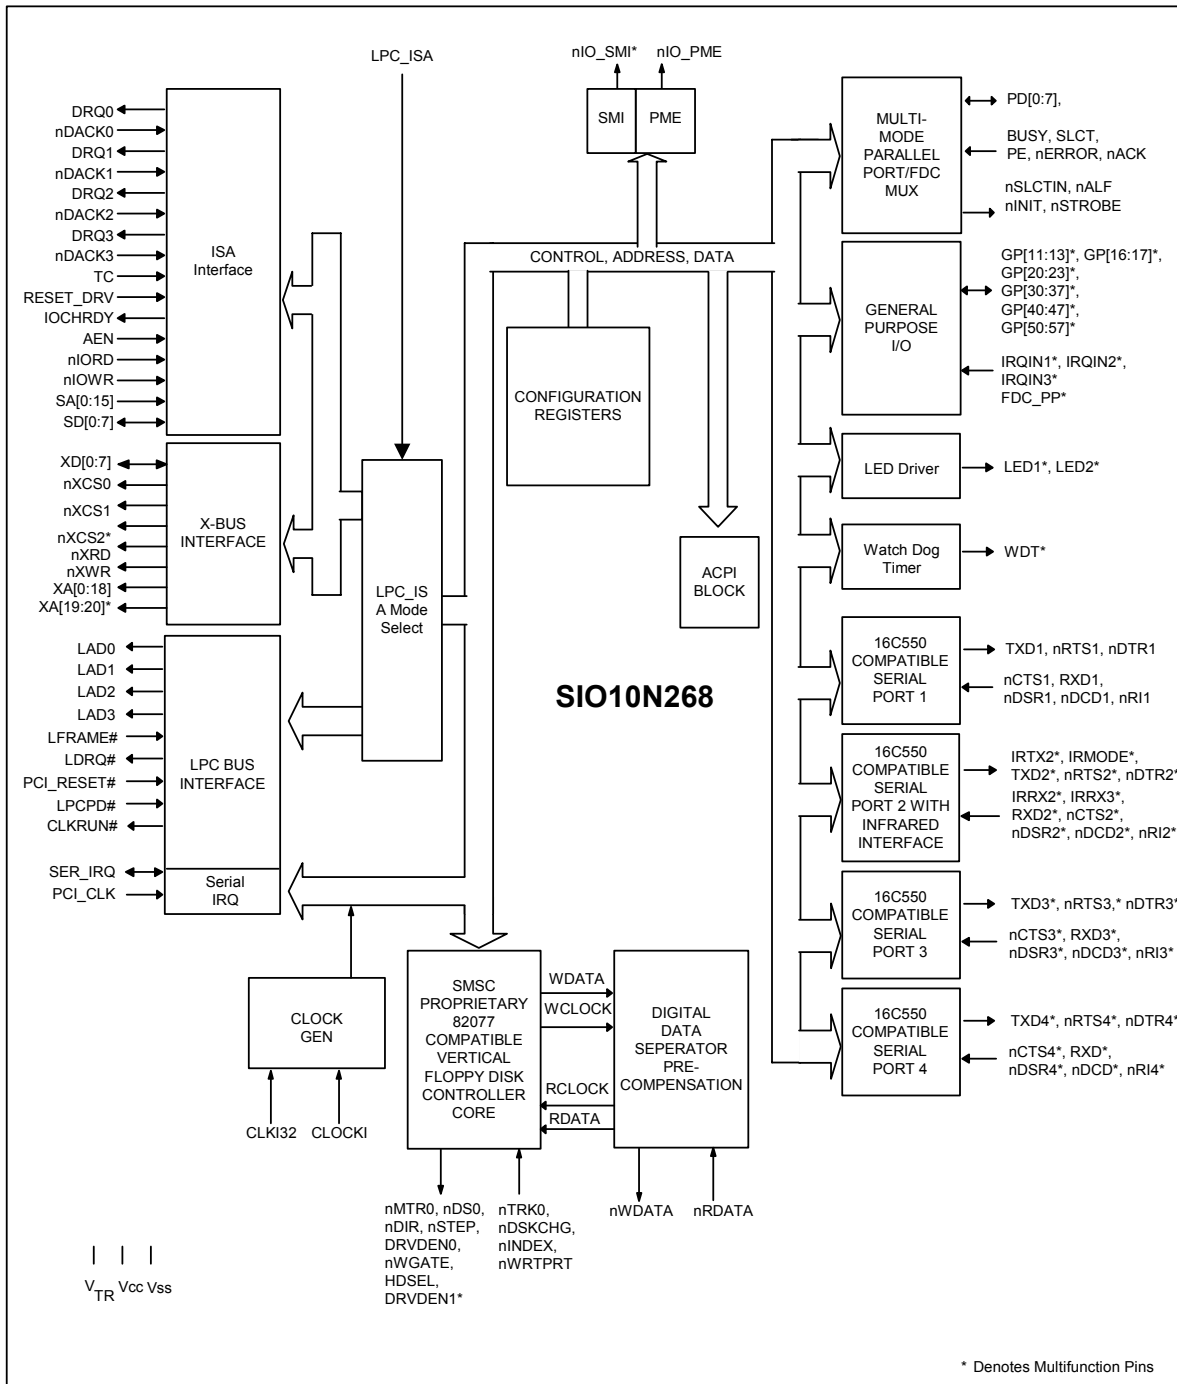 LPC_ISA
nIO_SMI*
nIO_PME
SMI
PME
DRQ0
nDACK0
DRQ1
nDACK1
DRQ2
nDACK2
DRQ3
nDACK3
TC
RESET_DRV
IOCHRDY
AEN
nIORD
nIOWR
SA[0:15]
SD[0:7]
ISA
Interface
XD[0:7]
nXCS0
nXCS1
nXCS2*
nXRD
nXWR
XA[0:18]
XA[19:20]*
X-BUS
INTERFACE
LAD0
LAD1
LAD2
LAD3
LFRAME#
LDRQ#
PCI_RESET#
LPCPD#
CLKRUN#
LPC BUS
INTERFACE
SER_IRQ
PCI_CLK
Serial
IRQ
LPC_IS
A Mode
Select
CONTROL, ADDRESS, DATA
CONFIGURATION
REGISTERS
ACPI
BLOCK
SIO10N268
MULTI-
MODE
PARALLEL
PORT/FDC
MUX
PD[0:7],
BUSY, SLCT,
PE, nERROR, nACK
nSLCTIN, nALF
nINIT, nSTROBE
GENERAL
PURPOSE
I/O
GP[11:13]*, GP[16:17]*,
GP[20:23]*,
GP[30:37]*,
GP[40:47]*,
GP[50:57]*
IRQIN1*, IRQIN2*,
IRQIN3*
FDC_PP*
LED Driver
LED1*, LED2*
Watch Dog
Timer
WDT*
16C550
COMPATIBLE
SERIAL
PORT 1
TXD1, nRTS1, nDTR1
nCTS1, RXD1,
nDSR1, nDCD1, nRI1
16C550
COMPATIBLE
SERIAL
PORT 2 WITH
INFRARED
INTERFACE
IRTX2*, IRMODE*,
TXD2*, nRTS2*, nDTR2*
IRRX2*, IRRX3*,
RXD2*, nCTS2*,
nDSR2*, nDCD2*, nRI2*
16C550
COMPATIBLE
SERIAL
PORT 3
TXD3*, nRTS3,* nDTR3*
nCTS3*, RXD3*,
nDSR3*, nDCD3*, nRI3*
16C550
COMPATIBLE
SERIAL
PORT 4
TXD4*, nRTS4*, nDTR4*
nCTS4*, RXD*,
nDSR4*, nDCD*, nRI4*
CLOCK
GEN
CLKI32
CLOCKI
SMSC
PROPRIETARY
82077
COMPATIBLE
VERTICAL
FLOPPY DISK
CONTROLLER
CORE
WDATA
WCLOCK
RCLOCK
RDATA
DIGITAL
DATA
SEPERATOR
PRE-
COMPENSATION
nMTR0, nDS0,
nDIR, nSTEP,
DRVDEN0,
nWGATE,
HDSEL,
DRVDEN1*
nTRK0,
nDSKCHG,
nINDEX,
nWRTPRT
nWDATA
nRDATA
VTR Vcc Vss
* Denotes Multifunction Pins